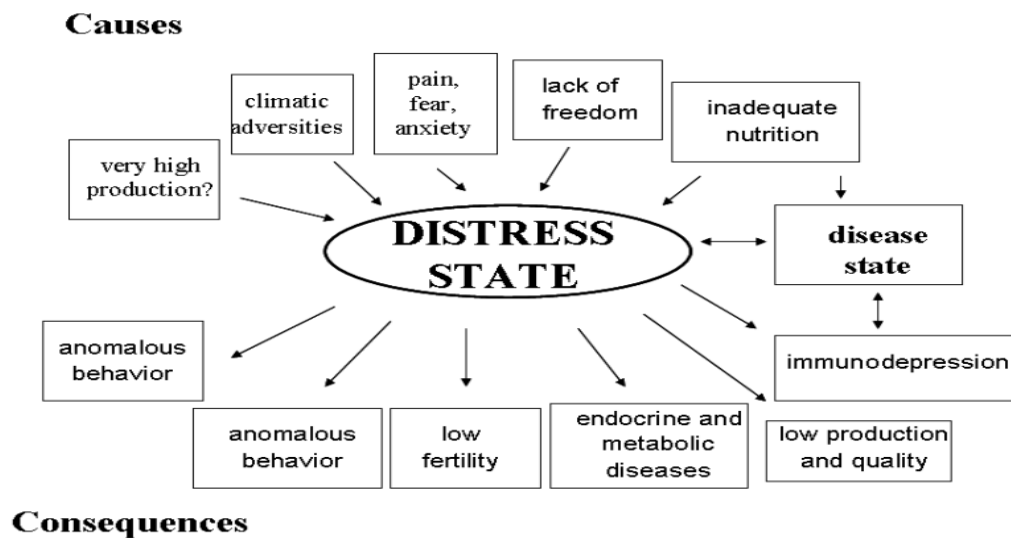 Causes
very high
production?
climatic
adversities
pain,
fear,
anxiety
lack of
freedom
inadequate
nutrition
DISTRESS
STATE
disease
state
anomalous
behavior
anomalous
behavior
low
fertility
endocrine and
metabolic
diseases
low production
and quality
immunodepression
Consequences